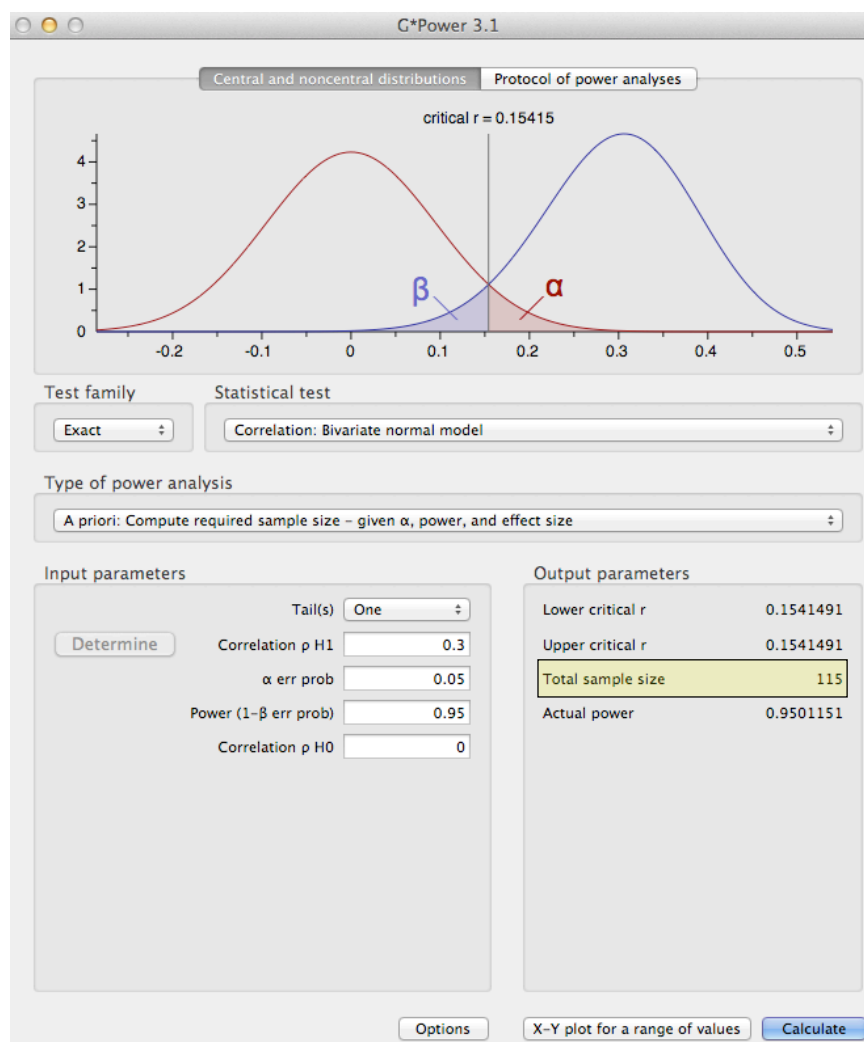 G*Power 3.1
Central and noncentral distributions Protocol of power analyses
critical r = 0.15415
4
3
2
1
0
β α
-0.2 -0.1 0 0.1 0.2 0.3 0.4 0.5
Test family Statistical test
Exact Correlation: Bivariate normal model
Type of power analysis
A priori: Compute required sample size – given α, power, and effect size
Input parameters Output parameters
Tail(s) One Lower critical r 0.1541491
Determine Correlation ρ H1 0.3 Upper critical r 0.1541491
α err prob 0.05 Total sample size 115
Power (1-β err prob) 0.95 Actual power 0.9501151
Correlation ρ H0 0
Options X-Y plot for a range of values Calculate